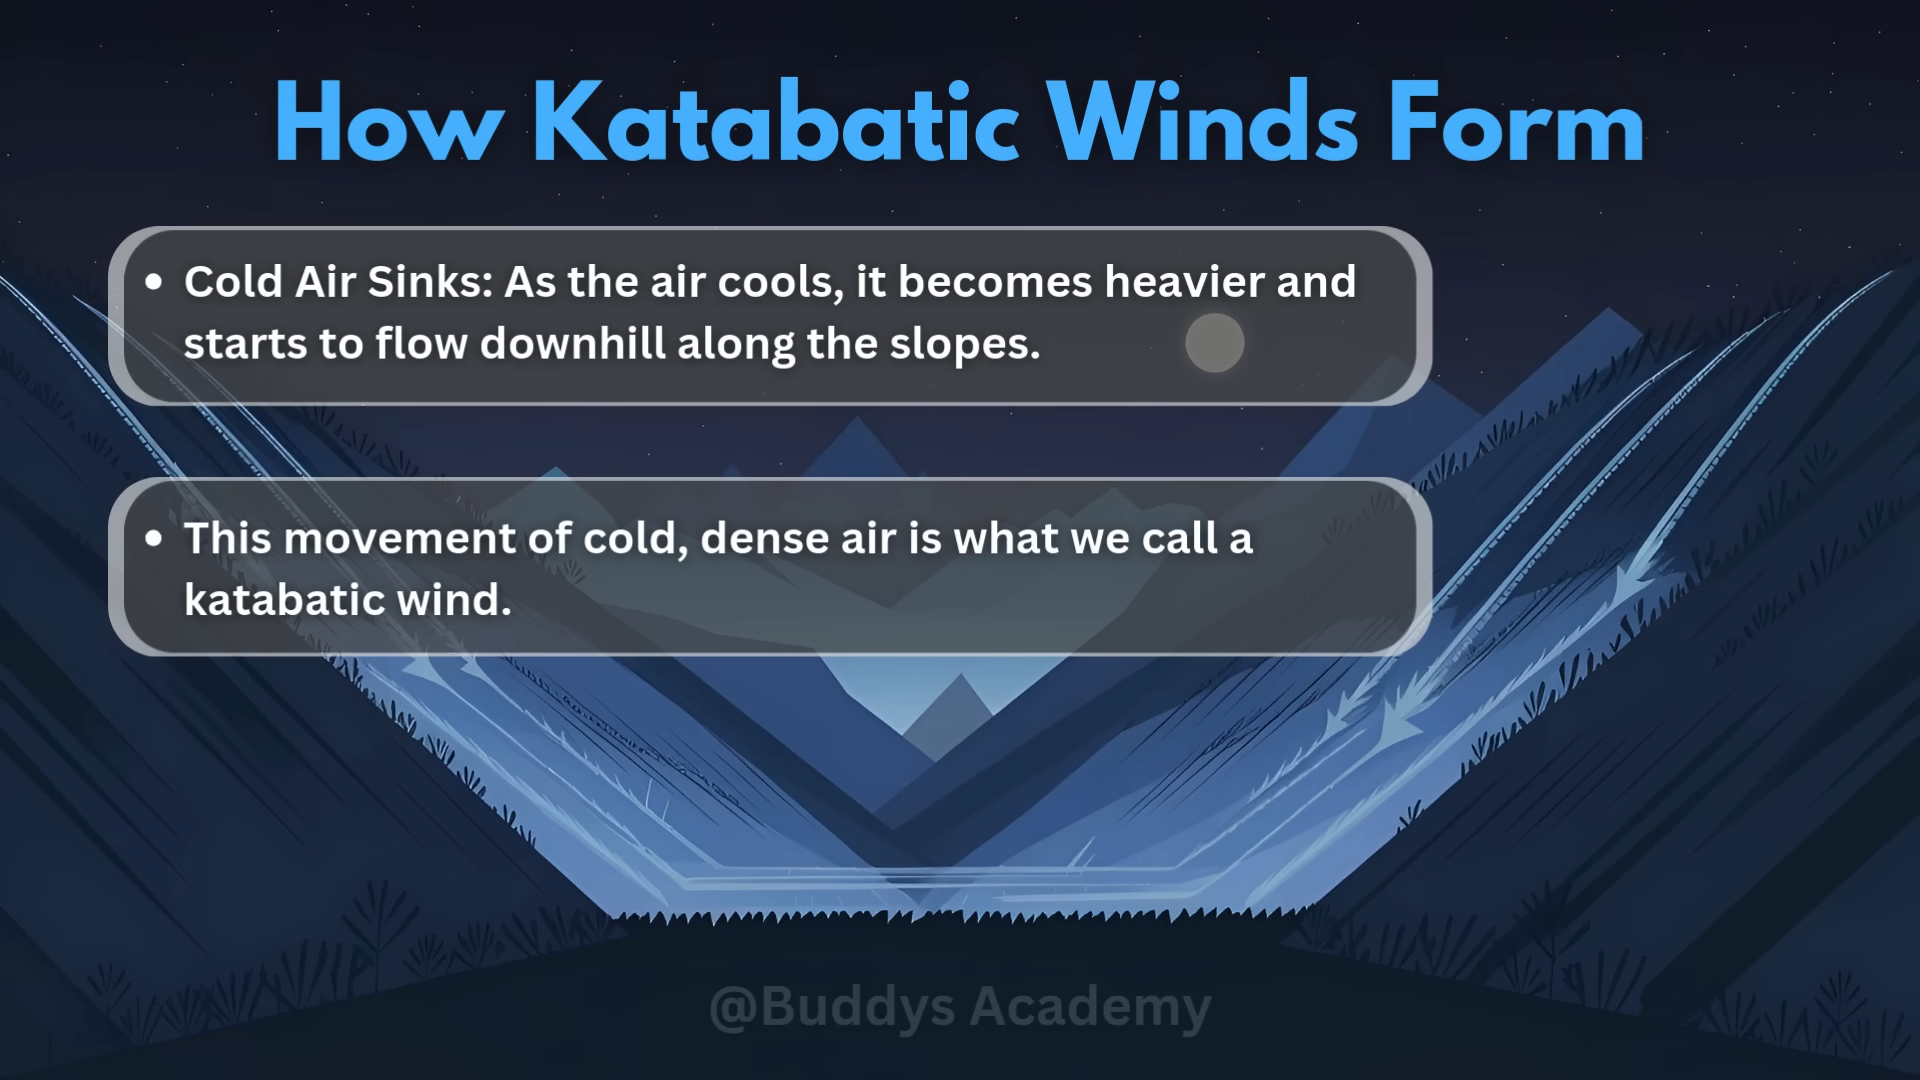 How Katabatic Winds Form
• Cold Air Sinks: As the air cools, it becomes heavier and
starts to flow downhill along the slopes.
• This movement of cold, dense air is what we call a
katabatic wind.
@Buddys Academy